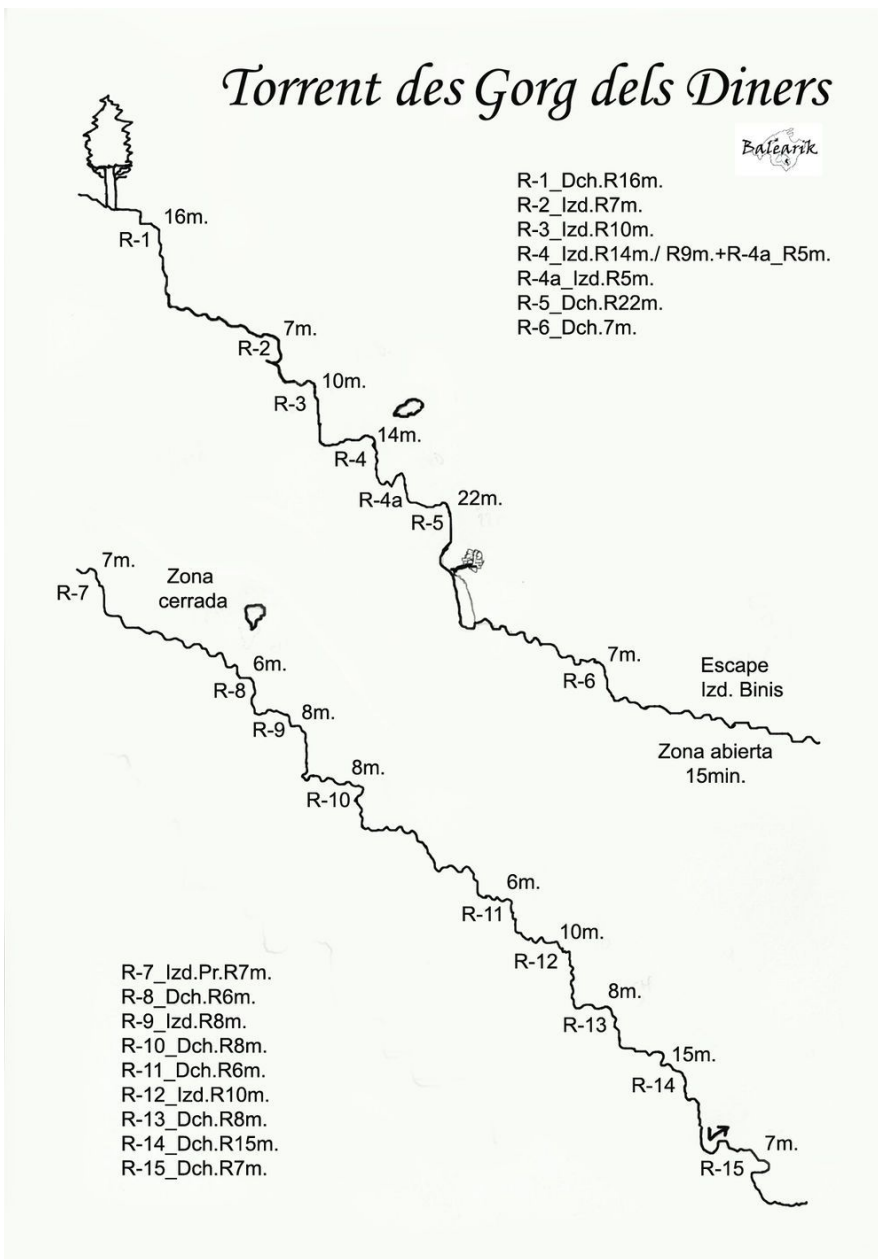 Torrent des Gorg dels Diners
Balearik
R-1_Dch.R16m.
R-2_Izd.R7m.
R-3_Izd.R10m.
R-4_Izd.R14m./ R9m.+R-4a_R5m.
R-4a_Izd.R5m.
R-5_Dch.R22m.
R-6_Dch.7m.
16m.
R-1
7m.
R-2
10m.
R-3
14m.
R-4
R-4a
22m.
R-5
7m.
R-6
Escape
Izd. Binis
Zona abierta
15min.
7m.
R-7
Zona
cerrada
6m.
R-8
8m.
R-9
8m.
R-10
6m.
R-11
10m.
R-12
8m.
R-13
15m.
R-14
7m.
R-15
R-7_Izd.Pr.R7m.
R-8_Dch.R6m.
R-9_Izd.R8m.
R-10_Dch.R8m.
R-11_Dch.R6m.
R-12_Izd.R10m.
R-13_Dch.R8m.
R-14_Dch.R15m.
R-15_Dch.R7m.